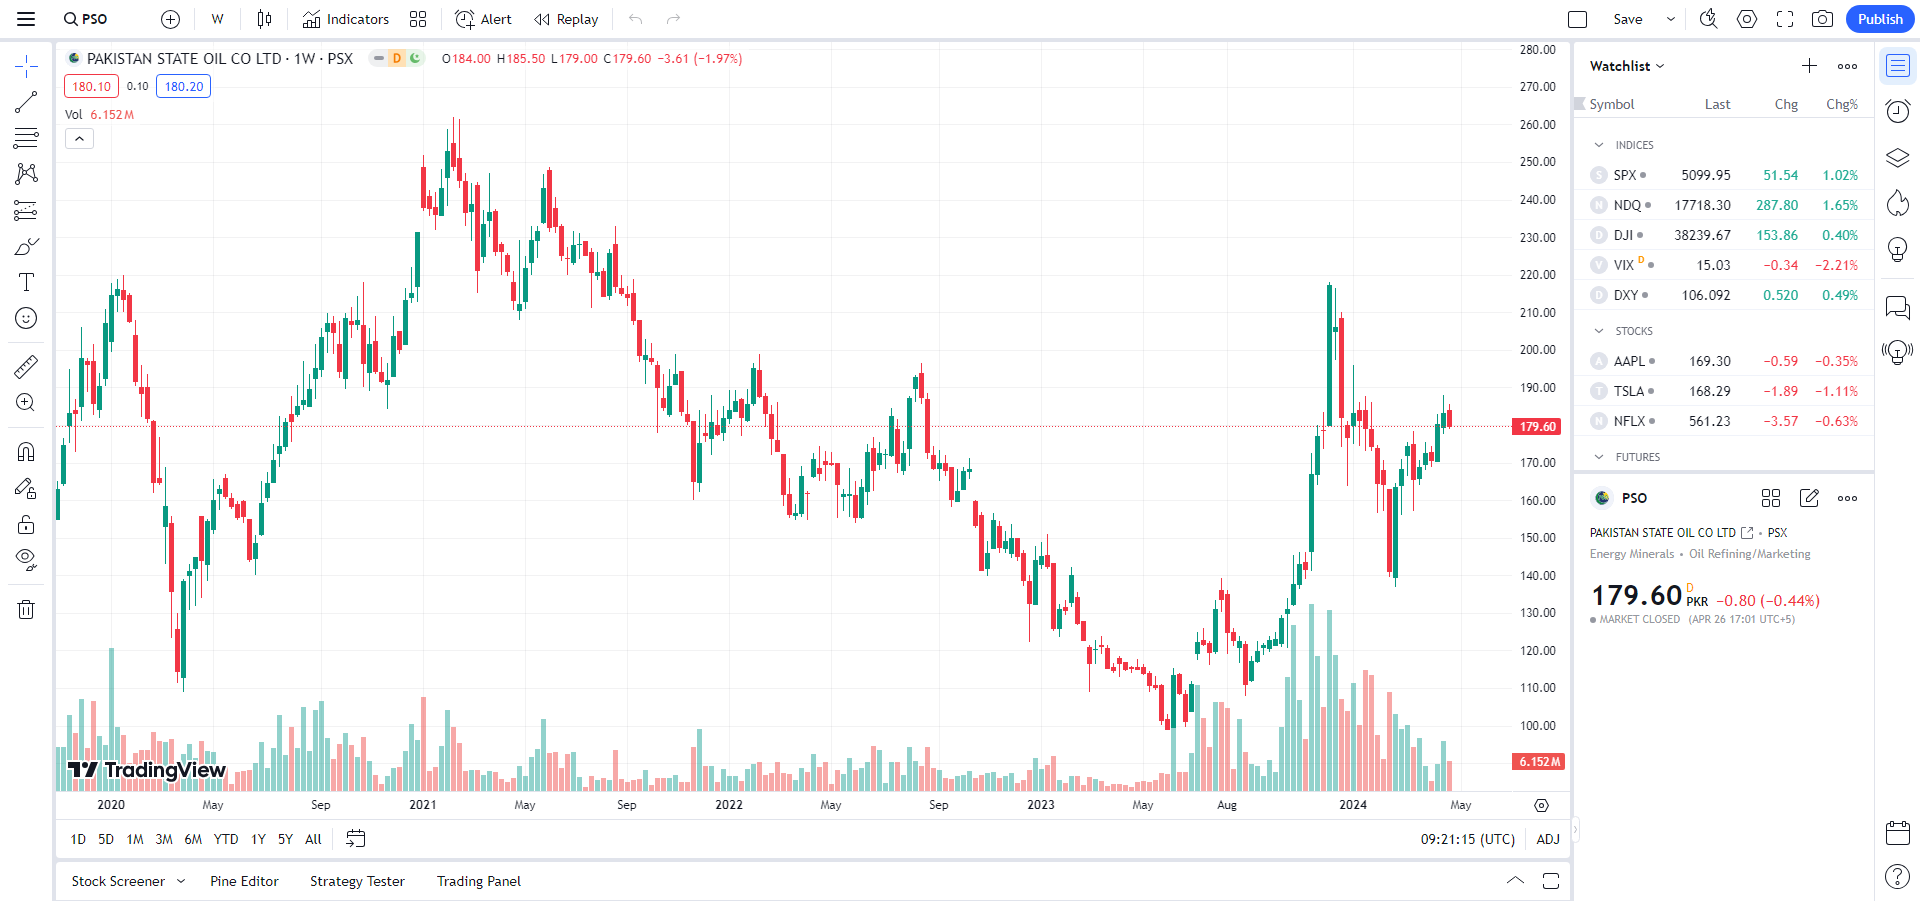 PSO
W
Indicators
Alert
Replay
Save
Publish
PAKISTAN STATE OIL CO LTD · 1W · PSX
D
O184.00 H185.50 L179.00 C179.60 −3.61 (−1.97%)
180.10 0.10 180.20
Vol 6.152 M
280.00
270.00
260.00
250.00
240.00
230.00
220.00
210.00
200.00
190.00
179.60
170.00
160.00
150.00
140.00
130.00
120.00
110.00
100.00
6.152 M
TradingView
2020 May Sep 2021 May Sep 2022 May Sep 2023 May Aug 2024 May
1D 5D 1M 3M 6M YTD 1Y 5Y All
09:21:15 (UTC) ADJ
Stock Screener Pine Editor Strategy Tester Trading Panel
Watchlist
Symbol Last Chg Chg%
INDICES
S SPX 5099.95 51.54 1.02%
N NDQ 17718.30 287.80 1.65%
D DJI 38239.67 153.86 0.40%
V VIX D 15.03 −0.34 −2.21%
D DXY 106.092 0.520 0.49%
STOCKS
A AAPL 169.30 −0.59 −0.35%
T TSLA 168.29 −1.89 −1.11%
N NFLX 561.23 −3.57 −0.63%
FUTURES
PSO
PAKISTAN STATE OIL CO LTD • PSX
Energy Minerals • Oil Refining/Marketing
179.60 D PKR −0.80 (−0.44%)
MARKET CLOSED (APR 26 17:01 UTC+5)